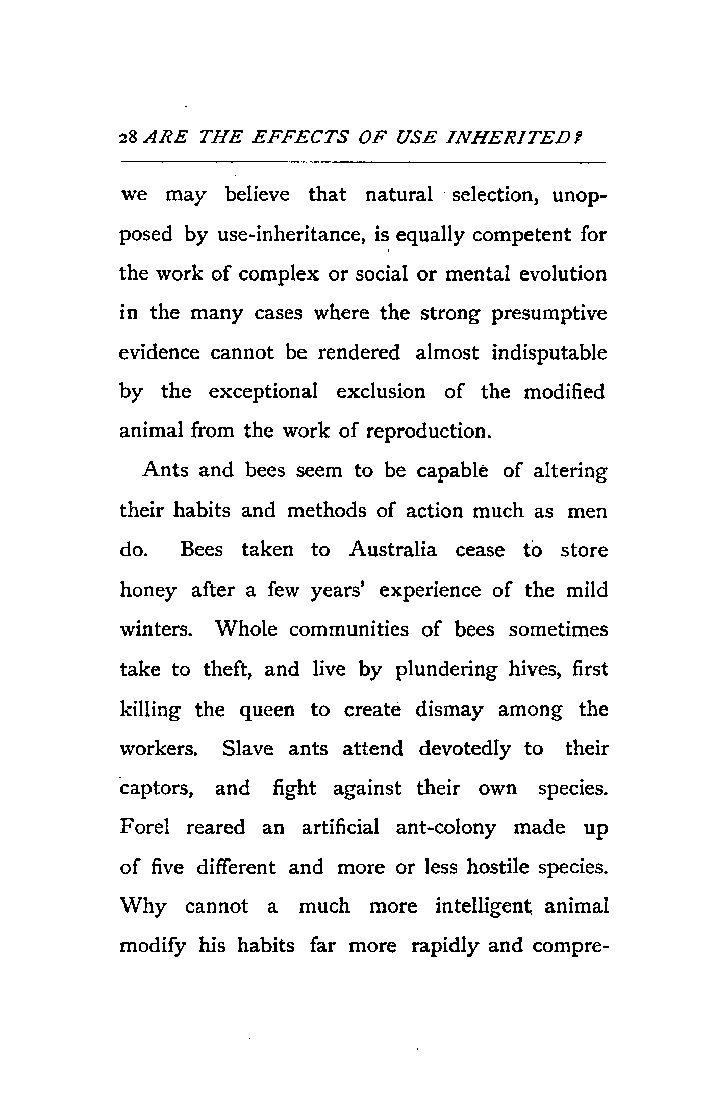 28 ARE THE EFFECTS OF USE INHERITED?
we may believe that natural selection, unop-
posed by use-inheritance, is equally competent for
the work of complex or social or mental evolution
in the many cases where the strong presumptive
evidence cannot be rendered almost indisputable
by the exceptional exclusion of the modified
animal from the work of reproduction.
Ants and bees seem to be capable of altering
their habits and methods of action much as men
do. Bees taken to Australia cease to store
honey after a few years' experience of the mild
winters. Whole communities of bees sometimes
take to theft, and live by plundering hives, first
killing the queen to create dismay among the
workers. Slave ants attend devotedly to their
captors, and fight against their own species.
Forel reared an artificial ant-colony made up
of five different and more or less hostile species.
Why cannot a much more intelligent animal
modify his habits far more rapidly and compre-